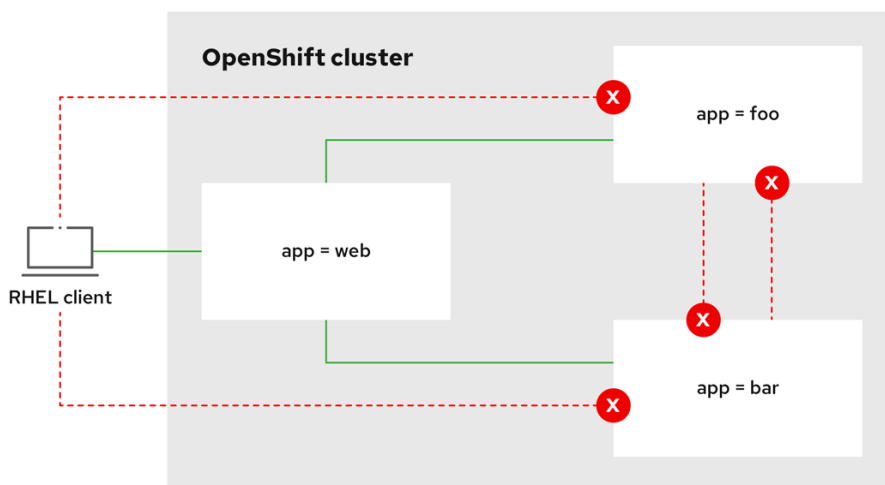 OpenShift cluster
X
app = foo
X
app = web
RHEL client
X
app = bar
X